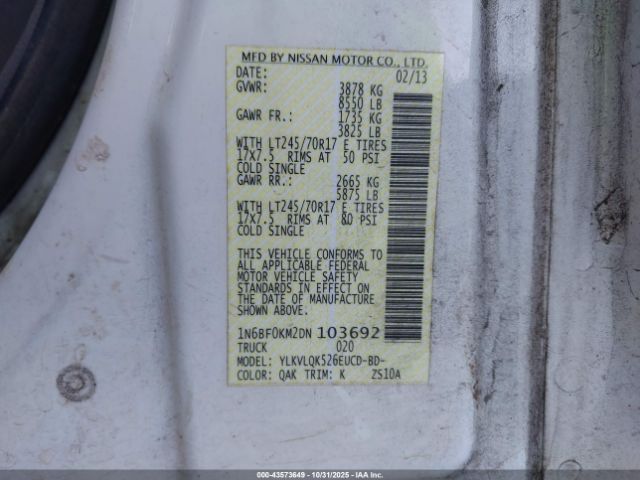 MFD BY NISSAN MOTOR CO., LTD.
DATE: 02/13
GVWR: 3878 KG
8550 LB
GAWR FR.: 1735 KG
3825 LB
WITH LT245/70R17 E TIRES
17X7.5 RIMS AT 50 PSI
COLD SINGLE
GAWR RR.: 2665 KG
5875 LB
WITH LT245/70R17 E TIRES
17X7.5 RIMS AT 80 PSI
COLD SINGLE
THIS VEHICLE CONFORMS TO
ALL APPLICABLE FEDERAL
MOTOR VEHICLE SAFETY
STANDARDS IN EFFECT ON
THE DATE OF MANUFACTURE
SHOWN ABOVE.
1N6BF0KM2DN 103692
TRUCK 020
MODEL: YLKVLQK526EUCD-BD-
COLOR: QAK TRIM: K ZS10A
000-43573649 - 10/31/2025 - IAAI.COM